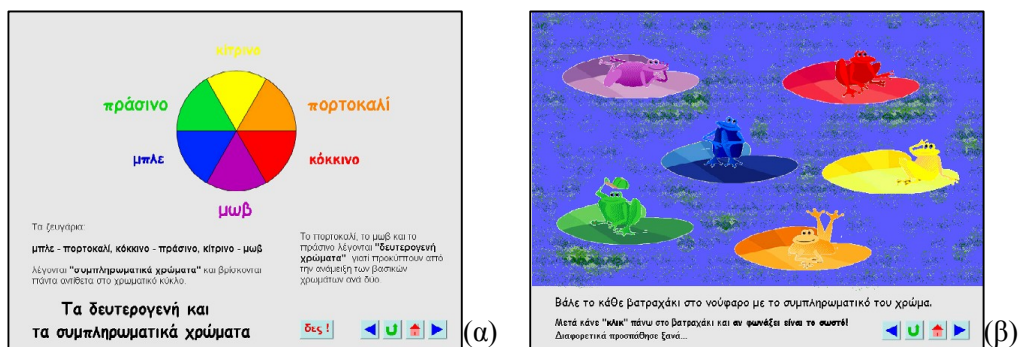 κίτρινο
πράσινο
πορτοκαλί
μπλε
κόκκινο
μωβ
Τα ζευγάρια:
μπλε - πορτοκαλί, κόκκινο - πράσινο, κίτρινο - μωβ
λέγονται "συμπληρωματικά χρώματα" και βρίσκονται
πάντα αντίθετα στο χρωματικό κύκλο.
Το πορτοκαλί, το μωβ και το
πράσινο λέγονται "δευτερογενή
χρώματα" γιατί προκύπτουν από
την ανάμειξη των βασικών
χρωμάτων ανά δυο.
Τα δευτερογενή και
τα συμπληρωματικά χρώματα
δες !
(α)
Βάλε το κάθε βατραχάκι στο νούφαρο με το συμπληρωματικό του χρώμα.
Μετά κάνε "κλικ" πάνω στο βατραχάκι και αν φωνάξει είναι το σωστό!
Διαφορετικά προσπάθησε ξανά...
(β)